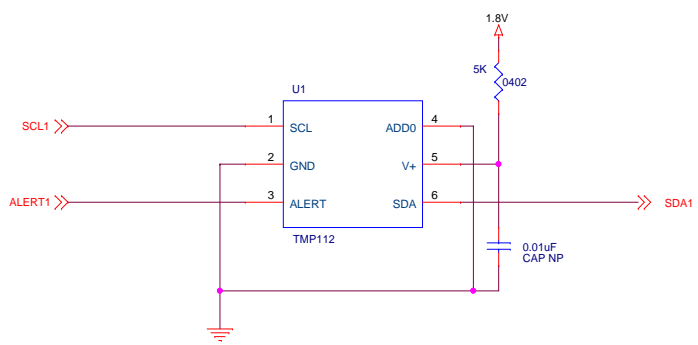 1.8V
5K
0402
U1
SCL1
1
SCL
ADD0
4
2
GND
V+
5
ALERT1
3
ALERT
SDA
6
SDA1
TMP112
0.01uF
CAP NP